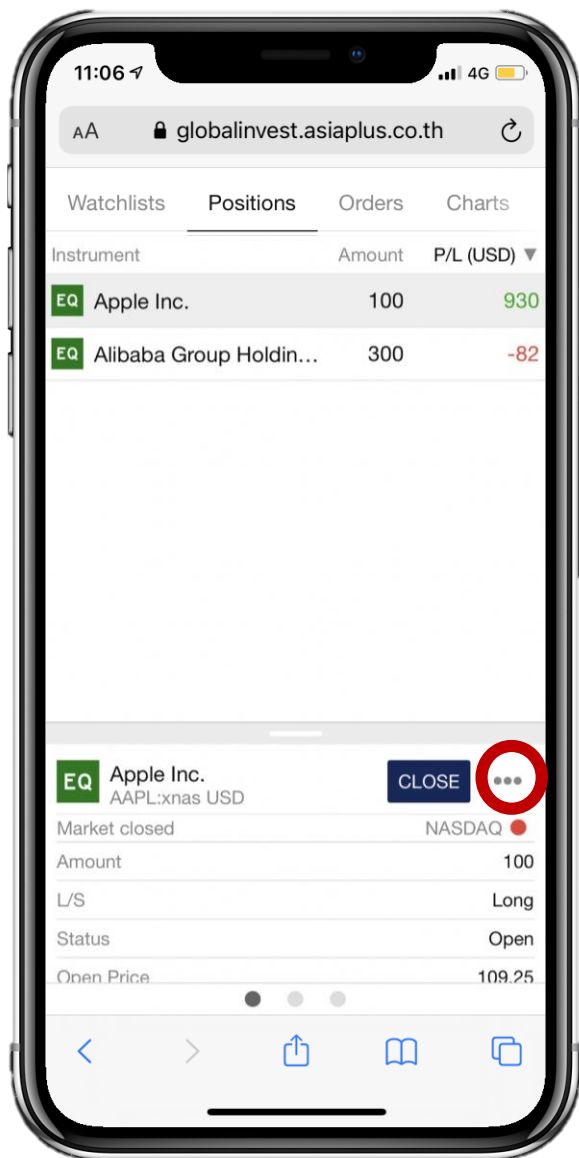 11:06 4G
AA globalinvest.asiaplus.co.th
Watchlists Positions Orders Charts
Instrument Amount P/L (USD) ▼
EQ Apple Inc. 100 930
EQ Alibaba Group Holdin... 300 -82
EQ Apple Inc. CLOSE
AAPL:xnas USD
Market closed NASDAQ
Amount 100
L/S Long
Status Open
Open Price 109.25